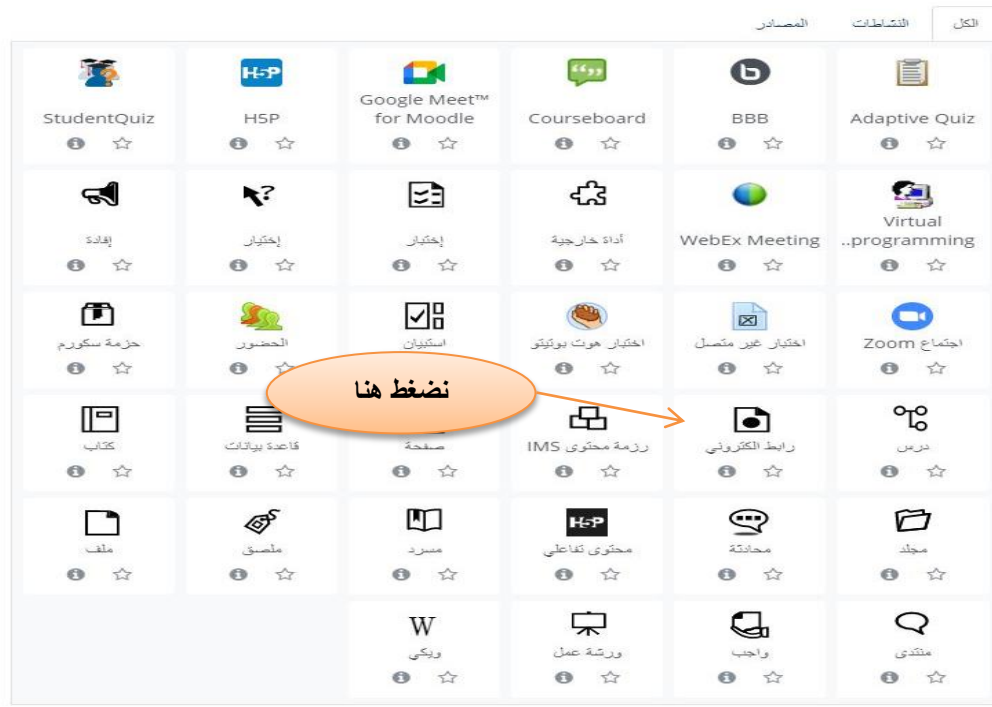 الكل
النشاطات
المصادر
Adaptive Quiz
BBB
Courseboard
Google Meet™
for Moodle
H5P
StudentQuiz
Virtual
programming..
WebEx Meeting
أداة خارجية
إختيار
إختيار
إفادة
اجتماع Zoom
اختبار غير متصل
اختبار هوت بوتيتو
استبيان
الحضور
حزمة سكورم
نضغط هنا
درس
رابط الكتروني
رزمة محتوى IMS
صفحة
قاعدة بيانات
كتاب
مجلد
محادثة
محتوى تفاعلي
مسرد
ملصق
ملف
منتدى
واجب
ورشة عمل
ويكي